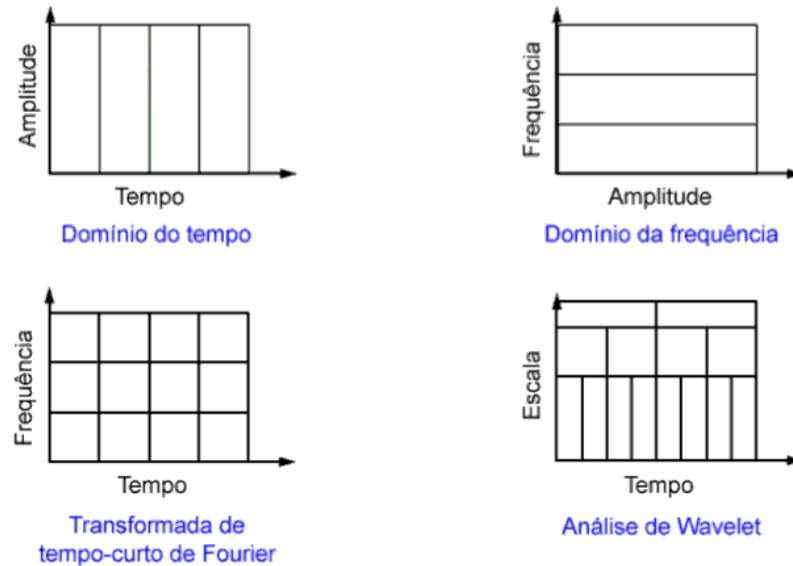 Amplitude
Tempo
Domínio do tempo
Frequência
Amplitude
Domínio da frequência
Frequência
Tempo
Transformada de
tempo-curto de Fourier
Escala
Tempo
Análise de Wavelet